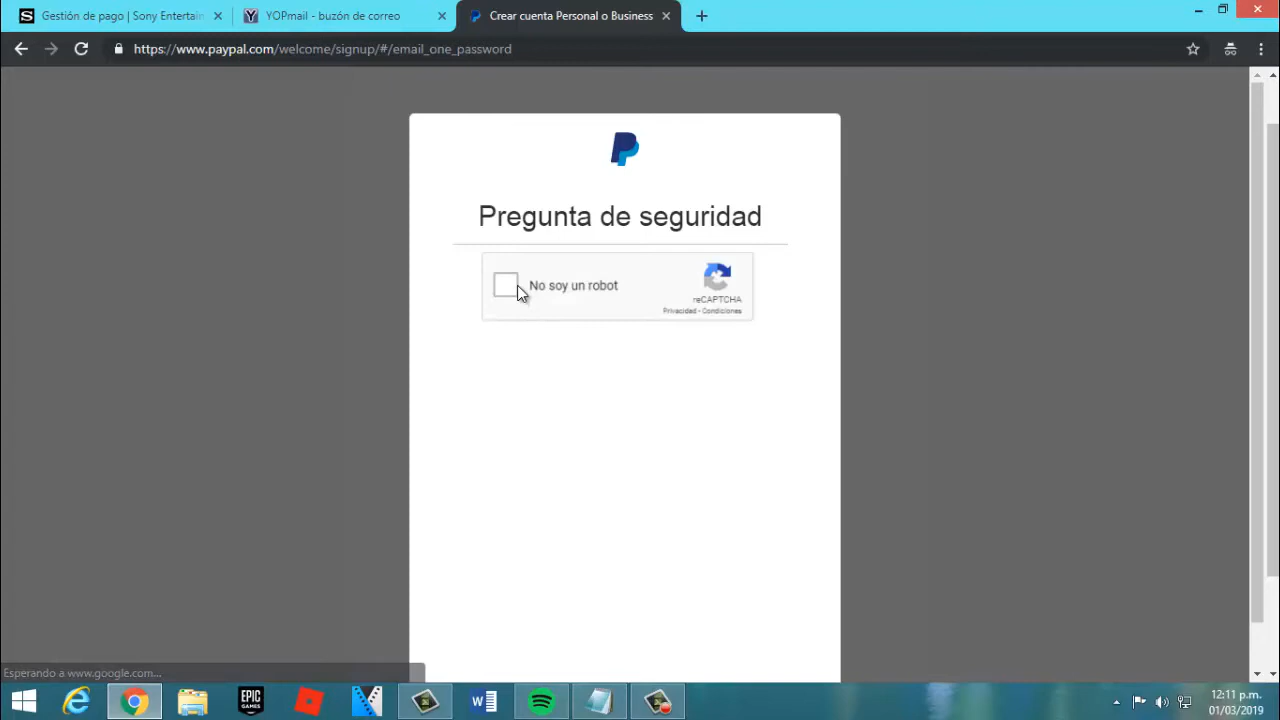 Gestión de pago | Sony Entertain
YOPmail - buzón de correo
Crear cuenta Personal o Business
https://www.paypal.com/welcome/signup/#/email_one_password
Pregunta de seguridad
No soy un robot
reCAPTCHA
Privacidad - Condiciones
Esperando a www.google.com...
EPIC
GAMES
12:11 p.m.
01/03/2019